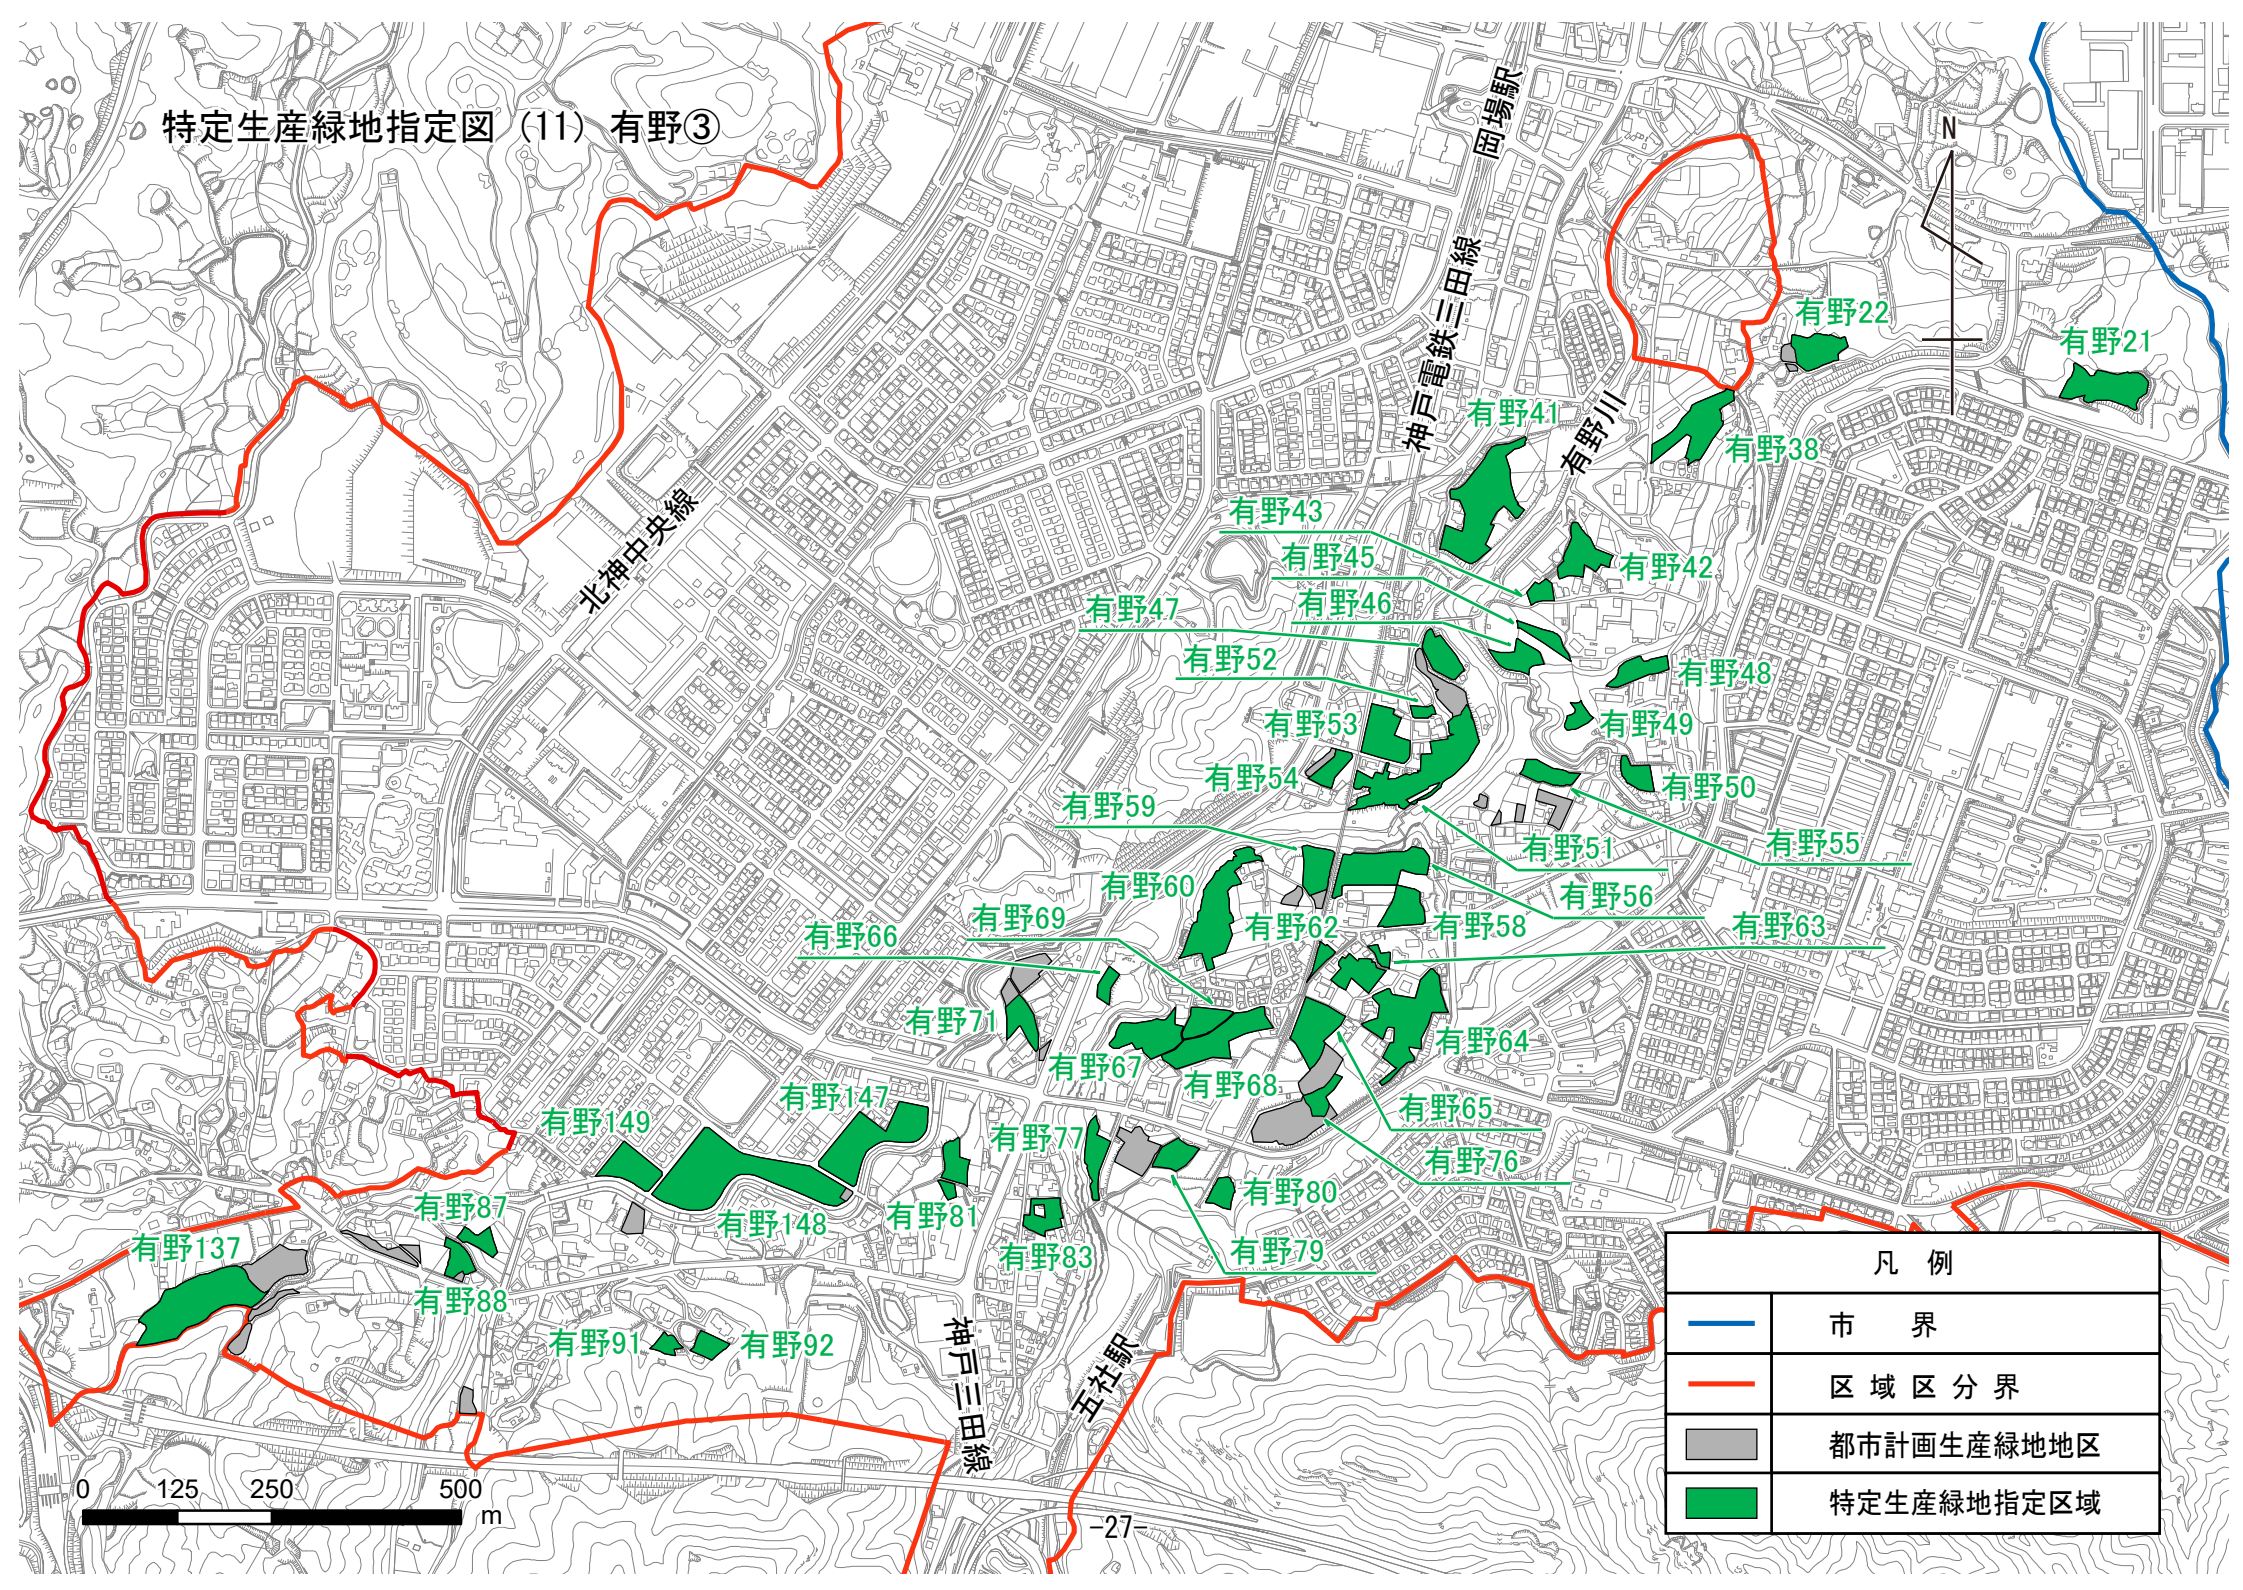 特定生産緑地指定図（11）有野③
岡場駅
N
神戸電鉄三田線
有野22
有野21
有野41
有野川
有野38
有野43
北神中央線
有野45
有野42
有野46
有野47
有野52
有野48
有野53
有野49
有野54
有野50
有野59
有野51
有野55
有野60
有野56
有野69
有野62
有野58
有野63
有野66
有野71
有野64
有野67
有野68
有野147
有野65
有野149
有野77
有野76
有野80
有野87
有野148
有野81
有野137
有野83
有野79
有野88
有野91
有野92
神戸三田線
五社駅
凡　例
市　界
区域区分界
都市計画生産緑地地区
特定生産緑地指定区域
0 125 250 500
m
-27-